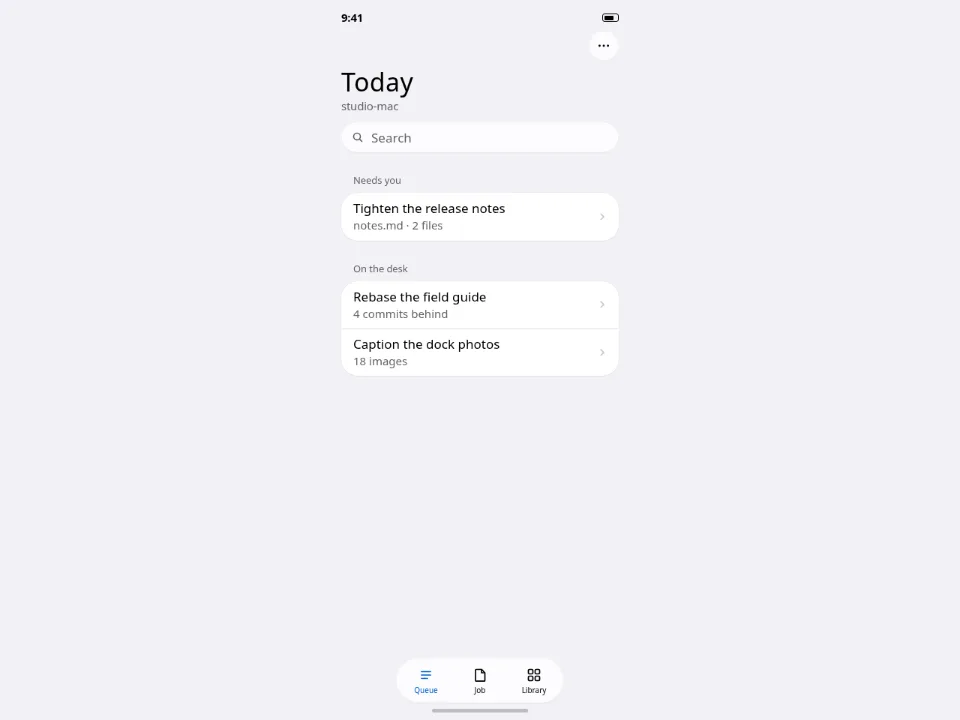 9:41
Today
studio-mac
Search
Needs you
Tighten the release notes
notes.md · 2 files
On the desk
Rebase the field guide
4 commits behind
Caption the dock photos
18 images
Queue
Job
Library